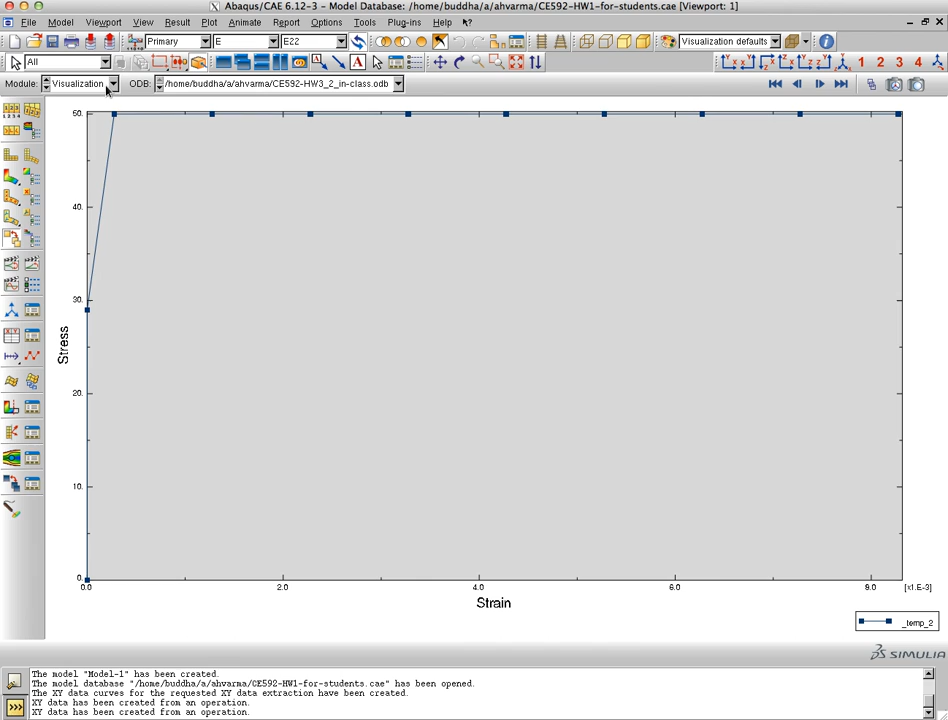 Abaqus/CAE 6.12-3 - Model Database: /home/buddha/a/ahvarma/CE592-HW1-for-students.cae [Viewport: 1]
File Model Viewport View Result Plot Animate Report Options Tools Plug-ins Help
Primary E E22 Visualization defaults
All 1 2 3 4
Module: Visualization ODB: /home/buddha/a/ahvarma/CE592-HW3_2_in-class.odb
50.
40.
30.
20.
10.
0.
Stress
0.0 2.0 4.0 6.0 8.0 [x1.E-3]
Strain
_temp_2
SIMULIA
The model "Model-1" has been created.
The model database "/home/buddha/a/ahvarma/CE592-HW1-for-students.cae" has been opened.
The XY data curves for the requested XY data extraction have been created.
XY data has been created from an operation.
XY data has been created from an operation.